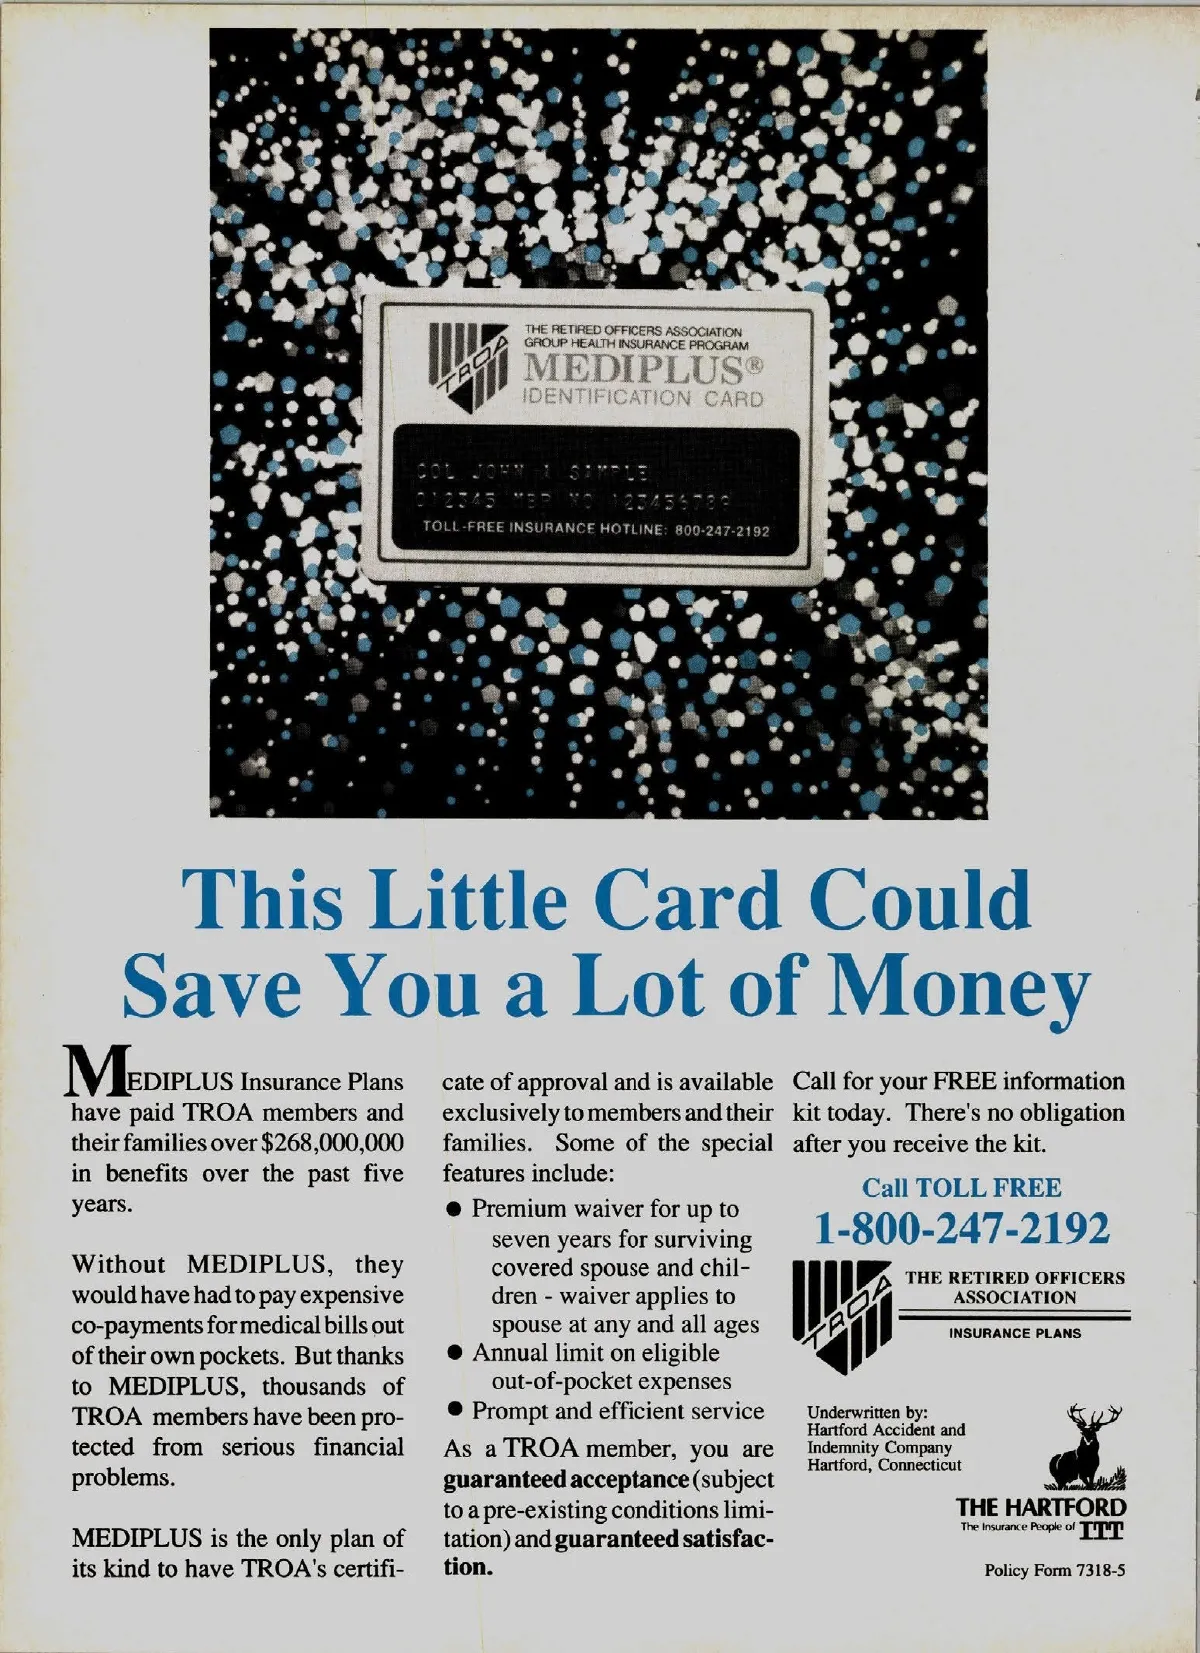 THE RETIRED OFFICERS ASSOCIATION
GROUP HEALTH INSURANCE PROGRAM
MEDIPLUS®
IDENTIFICATION CARD
TROA
COL JOHN A SAMPLE
012345 MBR NO 123456789
TOLL-FREE INSURANCE HOTLINE: 800-247-2192
This Little Card Could
Save You a Lot of Money
MEDIPLUS Insurance Plans
have paid TROA members and
their families over $268,000,000
in benefits over the past five
years.
Without MEDIPLUS, they
would have had to pay expensive
co-payments for medical bills out
of their own pockets. But thanks
to MEDIPLUS, thousands of
TROA members have been pro-
tected from serious financial
problems.
MEDIPLUS is the only plan of
its kind to have TROA's certifi-
cate of approval and is available
exclusively to members and their
families. Some of the special
features include:
● Premium waiver for up to
seven years for surviving
covered spouse and chil-
dren - waiver applies to
spouse at any and all ages
● Annual limit on eligible
out-of-pocket expenses
● Prompt and efficient service
As a TROA member, you are
guaranteed acceptance (subject
to a pre-existing conditions limi-
tation) and guaranteed satisfac-
tion.
Call for your FREE information
kit today. There's no obligation
after you receive the kit.
Call TOLL FREE
1-800-247-2192
TROA
THE RETIRED OFFICERS
ASSOCIATION
INSURANCE PLANS
Underwritten by:
Hartford Accident and
Indemnity Company
Hartford, Connecticut
THE HARTFORD
The Insurance People of ITT
Policy Form 7318-5